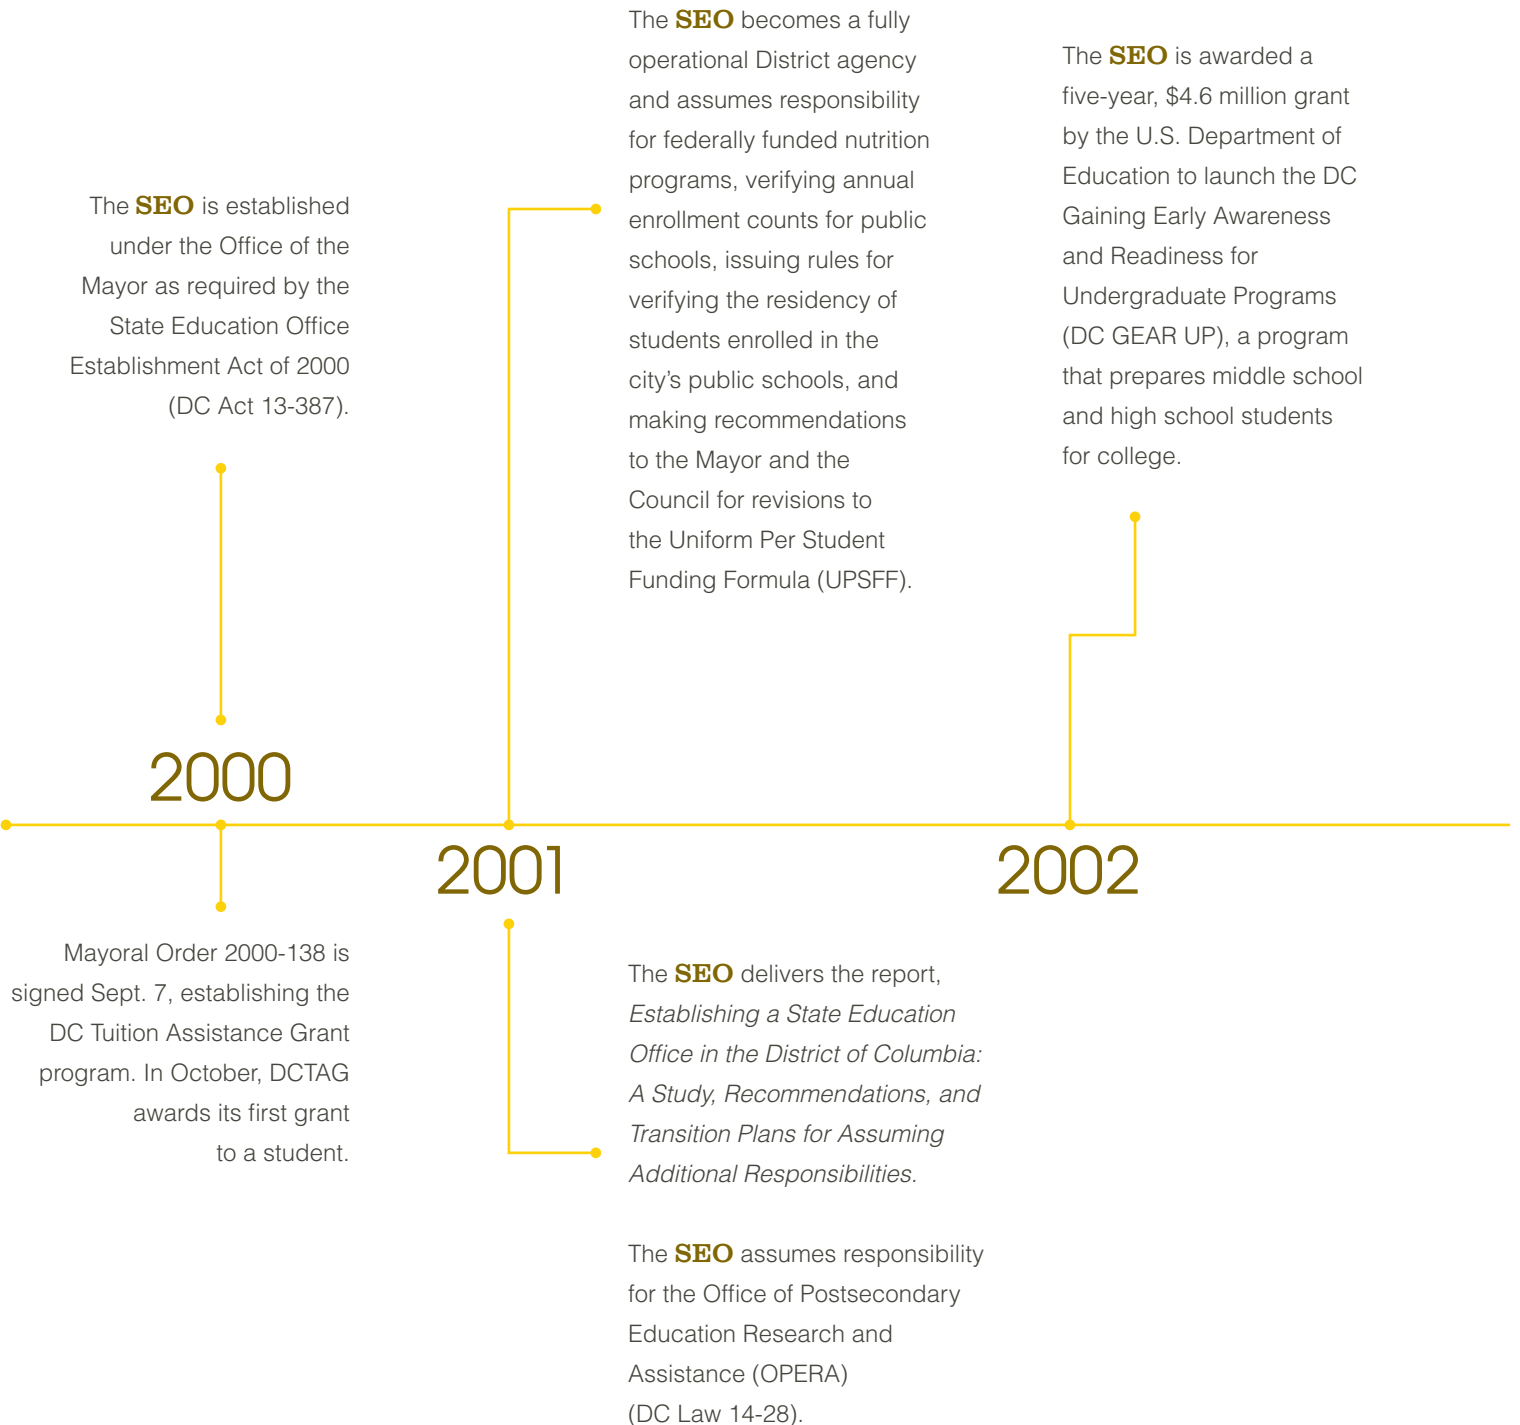 The SEO is established
under the Office of the
Mayor as required by the
State Education Office
Establishment Act of 2000
(DC Act 13-387).
2000
Mayoral Order 2000-138 is
signed Sept. 7, establishing the
DC Tuition Assistance Grant
program. In October, DCTAG
awards its first grant
to a student.
The SEO becomes a fully
operational District agency
and assumes responsibility
for federally funded nutrition
programs, verifying annual
enrollment counts for public
schools, issuing rules for
verifying the residency of
students enrolled in the
city’s public schools, and
making recommendations
to the Mayor and the
Council for revisions to
the Uniform Per Student
Funding Formula (UPSFF).
2001
The SEO delivers the report,
Establishing a State Education
Office in the District of Columbia:
A Study, Recommendations, and
Transition Plans for Assuming
Additional Responsibilities.
The SEO assumes responsibility
for the Office of Postsecondary
Education Research and
Assistance (OPERA)
(DC Law 14-28).
The SEO is awarded a
five-year, $4.6 million grant
by the U.S. Department of
Education to launch the DC
Gaining Early Awareness
and Readiness for
Undergraduate Programs
(DC GEAR UP), a program
that prepares middle school
and high school students
for college.
2002